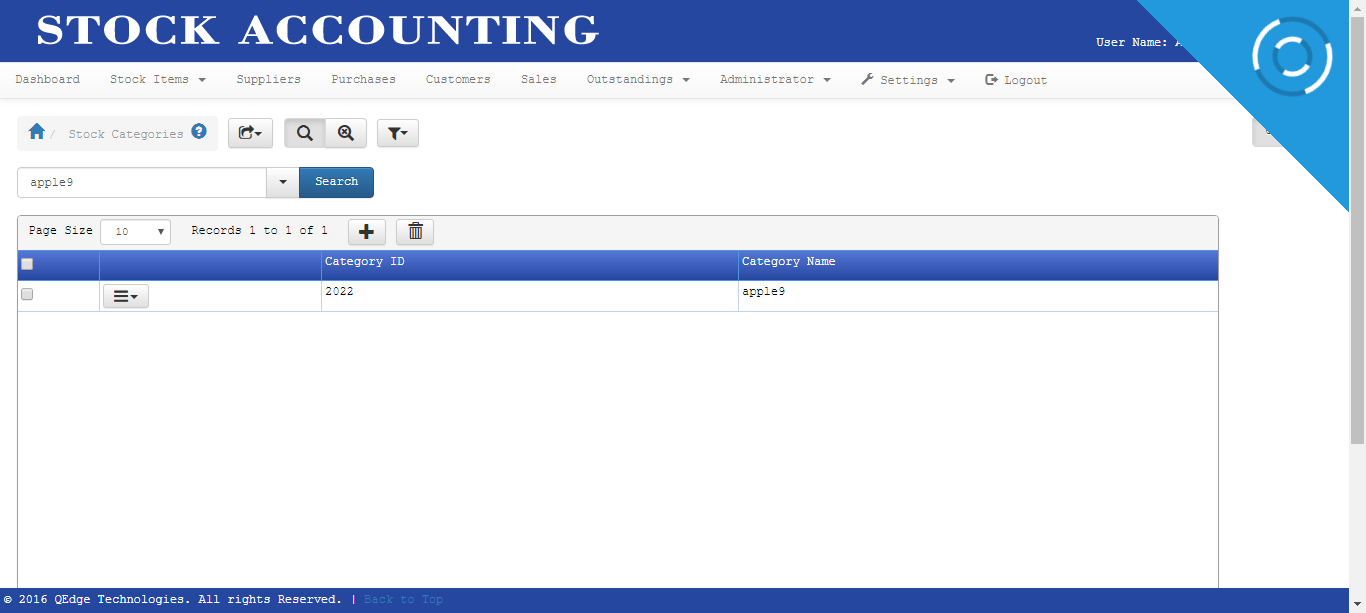 STOCK ACCOUNTING
User Name:
Dashboard Stock Items Suppliers Purchases Customers Sales Outstandings Administrator Settings Logout
/ Stock Categories
apple9 Search
Page Size 10 Records 1 to 1 of 1
Category ID Category Name
2022 apple9
© 2016 QEdge Technologies. All rights Reserved. | Back to Top